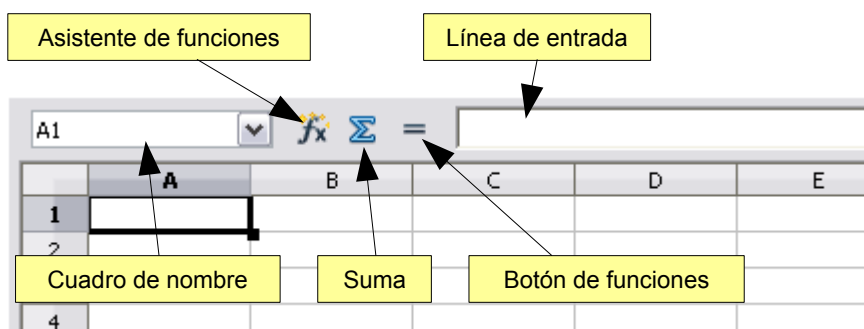 Asistente de funciones
Línea de entrada
A1
fx Σ =
A B C D E
1
2
Cuadro de nombre
Suma
Botón de funciones
4